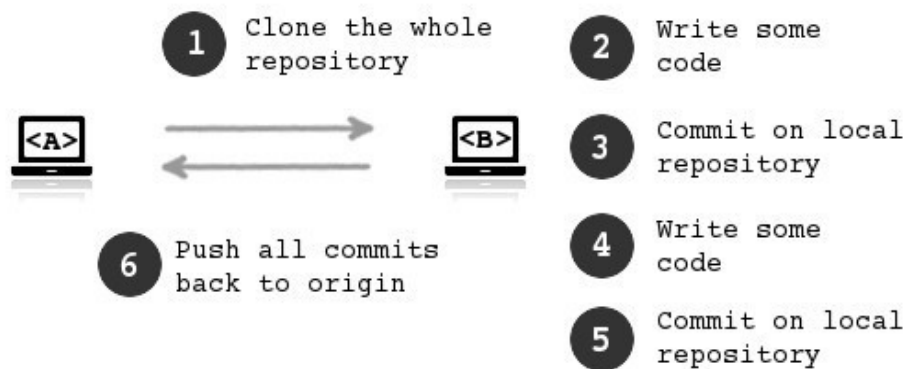 1
Clone the whole
repository
2
Write some
code
<A>
<B>
3
Commit on local
repository
4
Write some
code
6
Push all commits
back to origin
5
Commit on local
repository